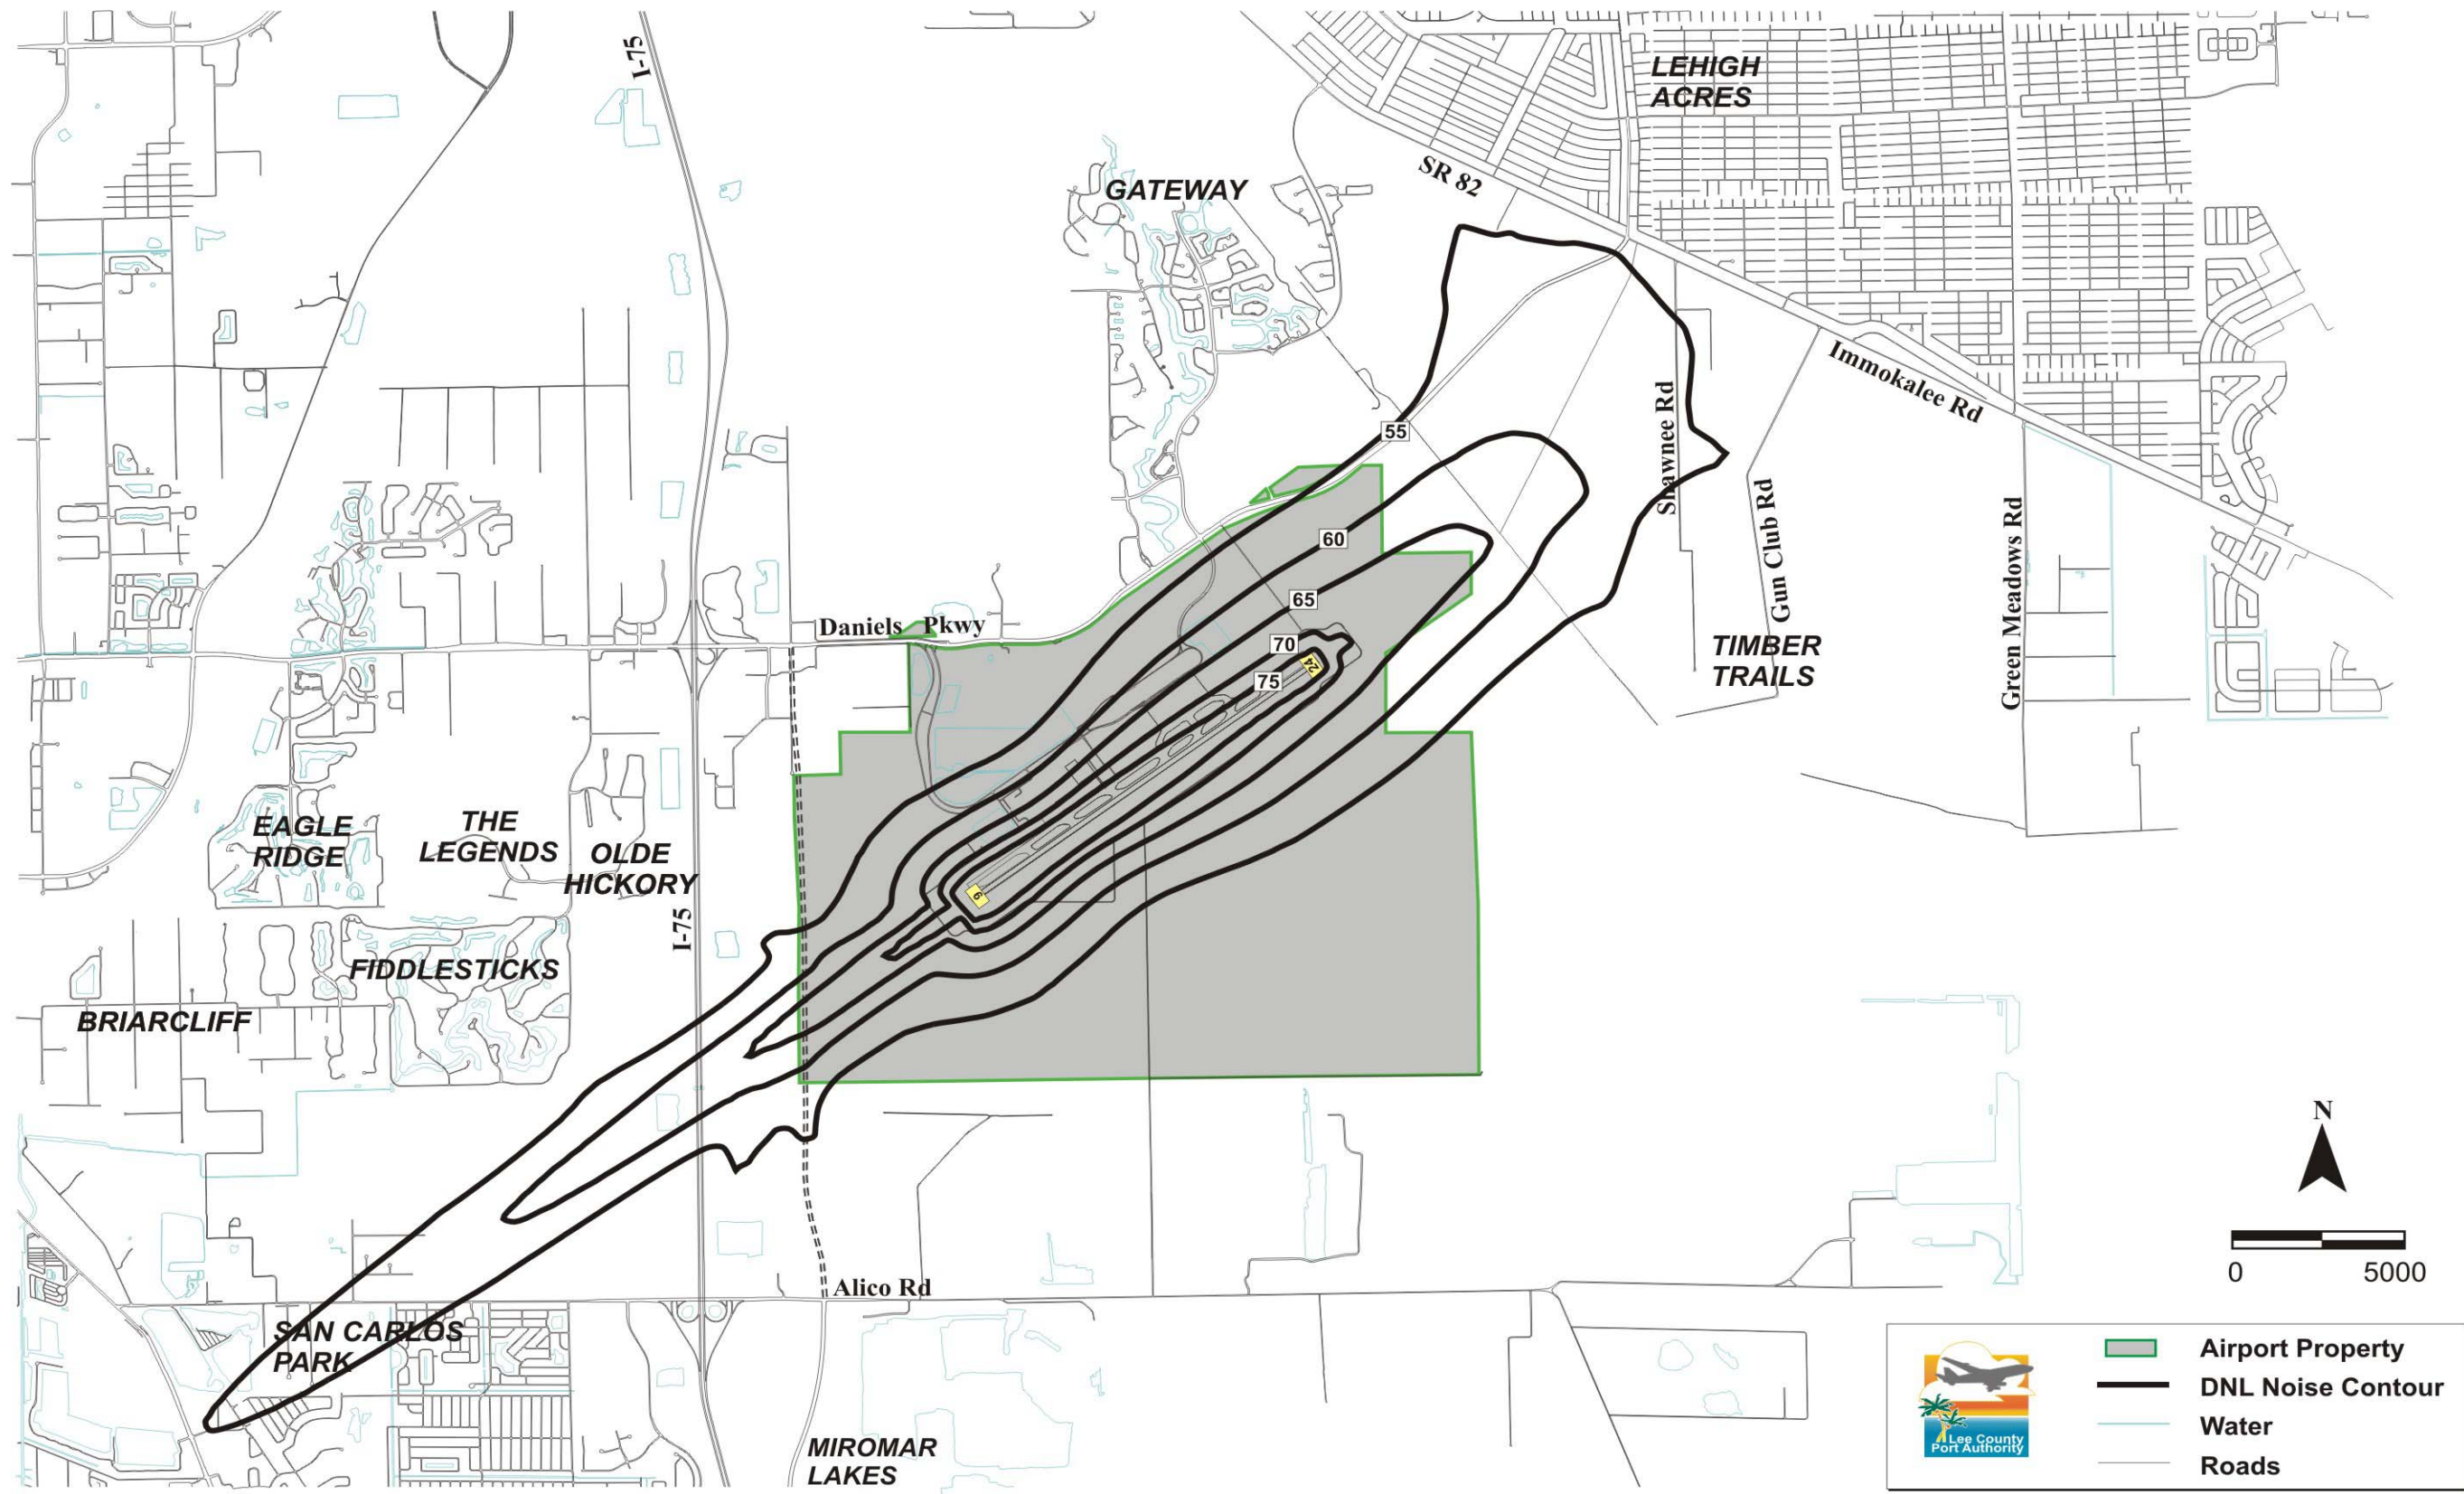 I-75
LEHIGH
ACRES
SR 82
GATEWAY
Immokalee Rd
55
Shawnee Rd
Gun Club Rd
Green Meadows Rd
60
65
Daniels Pkwy
70
24
75
TIMBER
TRAILS
EAGLE
RIDGE
THE
LEGENDS
OLDE
HICKORY
6
I-75
FIDDLESTICKS
BRIARCLIFF
N
0 5000
Alico Rd
SAN CARLOS
PARK
MIROMAR
LAKES
Lee County
Port Authority
Airport Property
DNL Noise Contour
Water
Roads